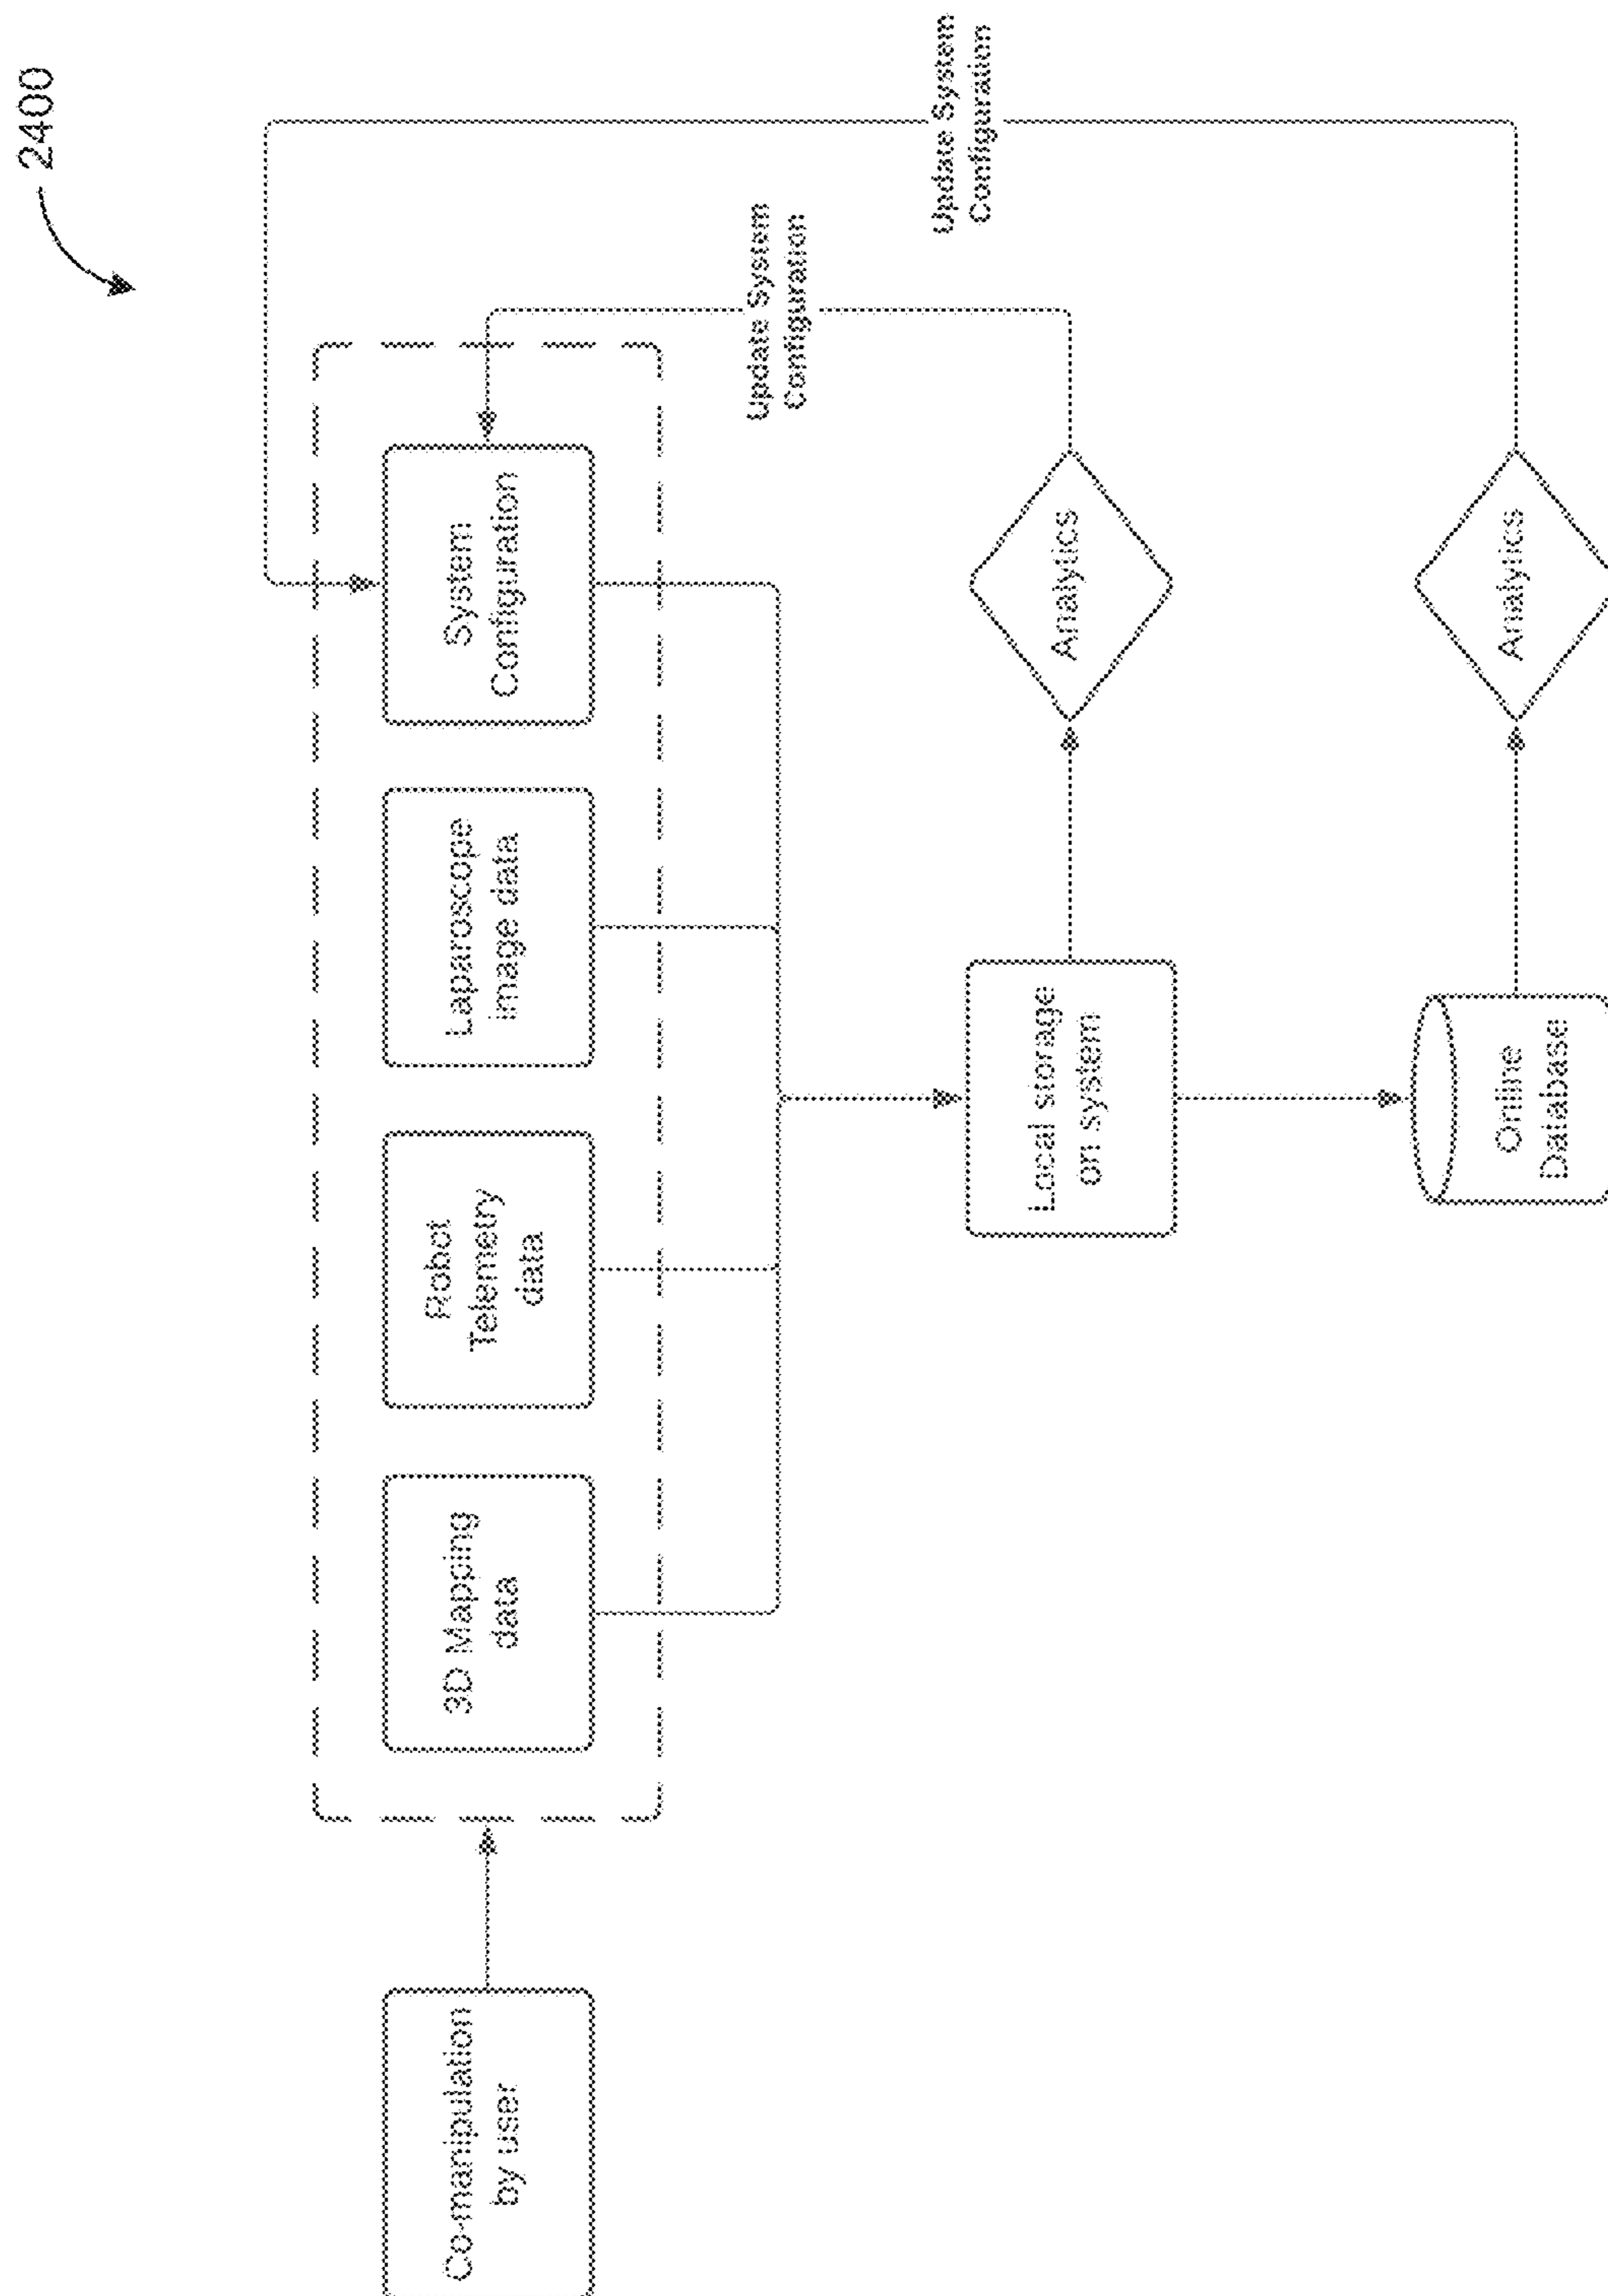 2400
Co-manipulation
by user
3D Mapping
data
Robot
Telemetry
data
Laparoscope
image data
System
Configuration
Update System
Configuration
Local storage
on system
Analytics
Update System
Configuration
Online
Database
Analytics